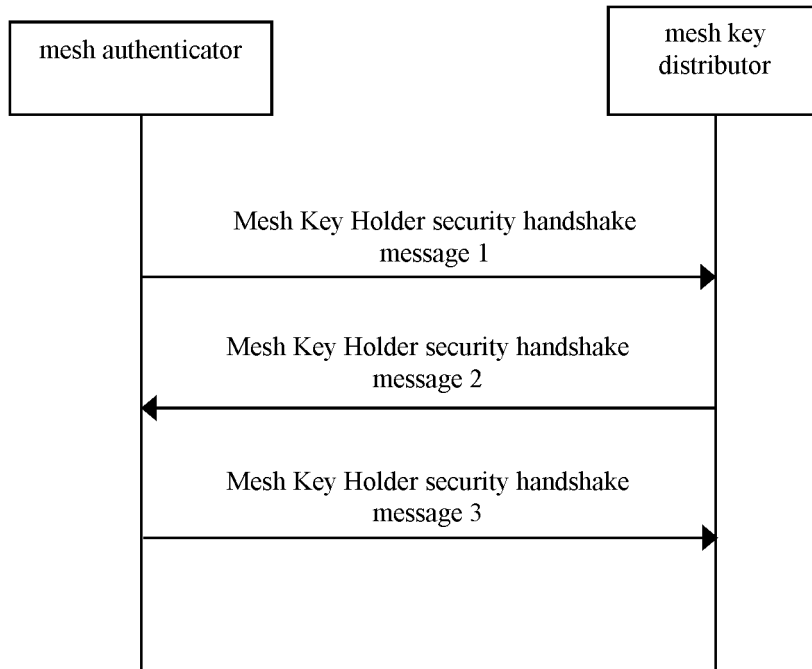 mesh authenticator
mesh key
distributor
Mesh Key Holder security handshake
message 1
Mesh Key Holder security handshake
message 2
Mesh Key Holder security handshake
message 3